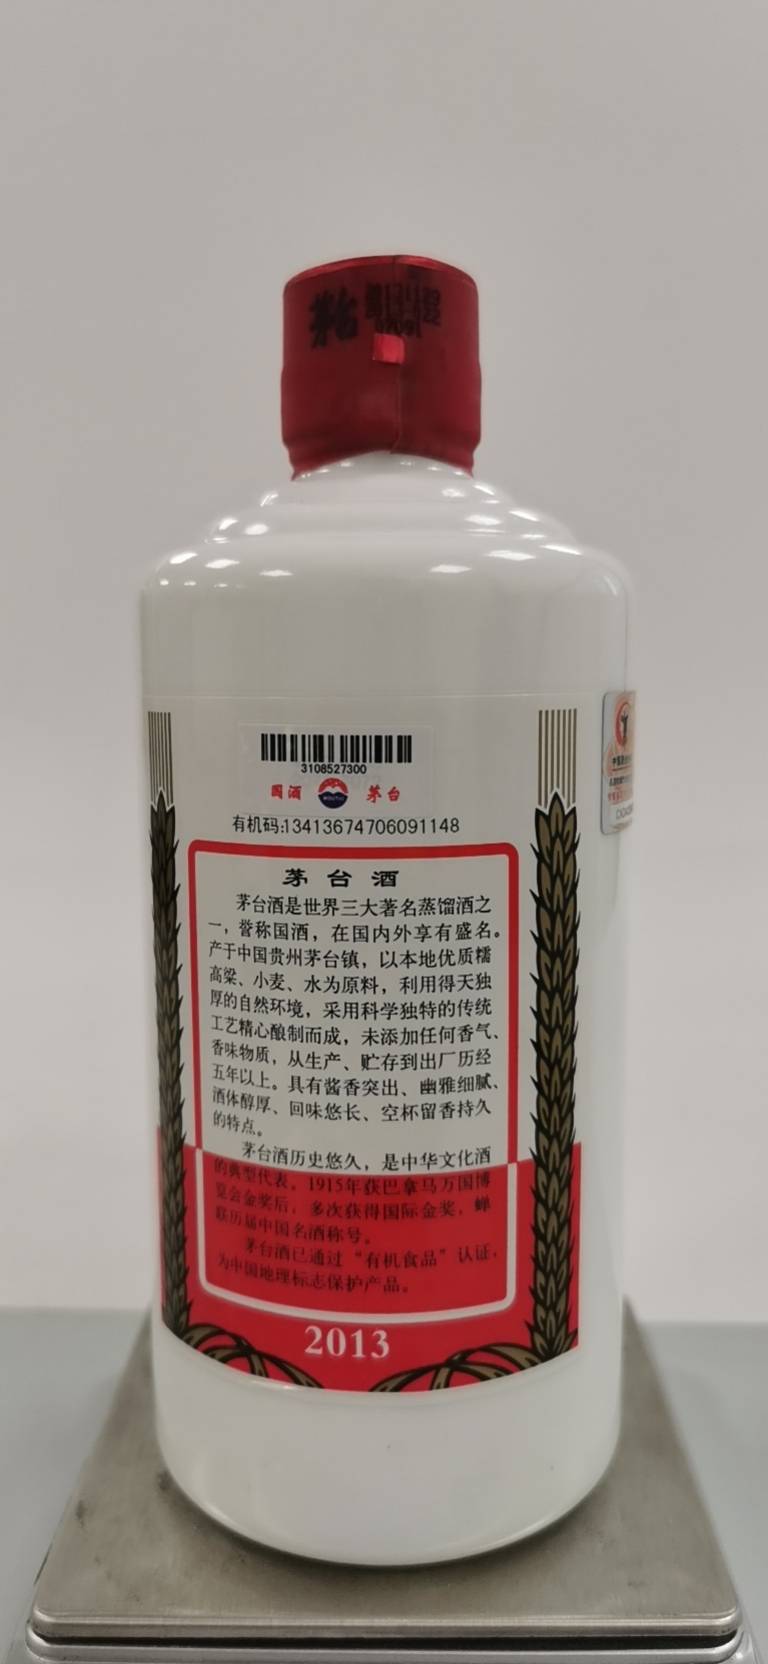 茅台
3108527300
国酒
MOUTAI
茅台
有机码:13413674706091148
茅台酒
茅台酒是世界三大著名蒸馏酒之
一，誉称国酒，在国内外享有盛名。
产于中国贵州茅台镇，以本地优质糯
高粱、小麦、水为原料，利用得天独
厚的自然环境，采用科学独特的传统
工艺精心酿制而成，未添加任何香气、
香味物质，从生产、贮存到出厂历经
五年以上。具有酱香突出、幽雅细腻、
酒体醇厚、回味悠长、空杯留香持久
的特点。
茅台酒历史悠久，是中华文化酒
的典型代表。1915年获巴拿马万国博
览会金奖后，多次获得国际金奖，蝉
联历届中国名酒称号。
茅台酒已通过“有机食品”认证，
为中国地理标志保护产品。
2013